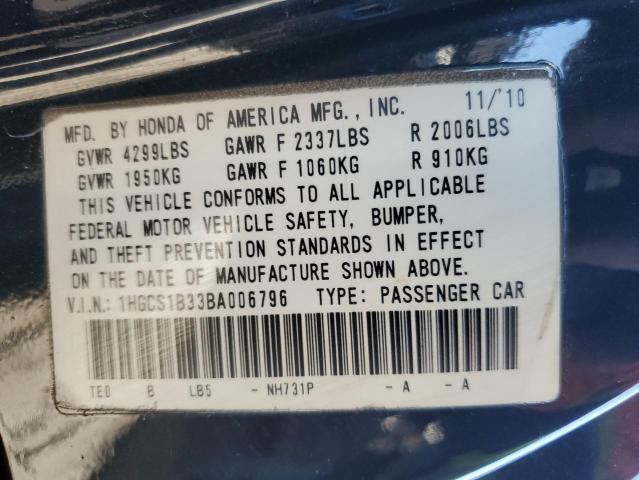 MFD. BY HONDA OF AMERICA MFG., INC. 11/'10
GVWR 4299LBS GAWR F 2337LBS R 2006LBS
GVWR 1950KG GAWR F 1060KG R 910KG
THIS VEHICLE CONFORMS TO ALL APPLICABLE
FEDERAL MOTOR VEHICLE SAFETY, BUMPER,
AND THEFT PREVENTION STANDARDS IN EFFECT
ON THE DATE OF MANUFACTURE SHOWN ABOVE.
V.I.N.: 1HGCS1B33BA006796 TYPE: PASSENGER CAR
TE0 B LB5 - NH731P - A - A